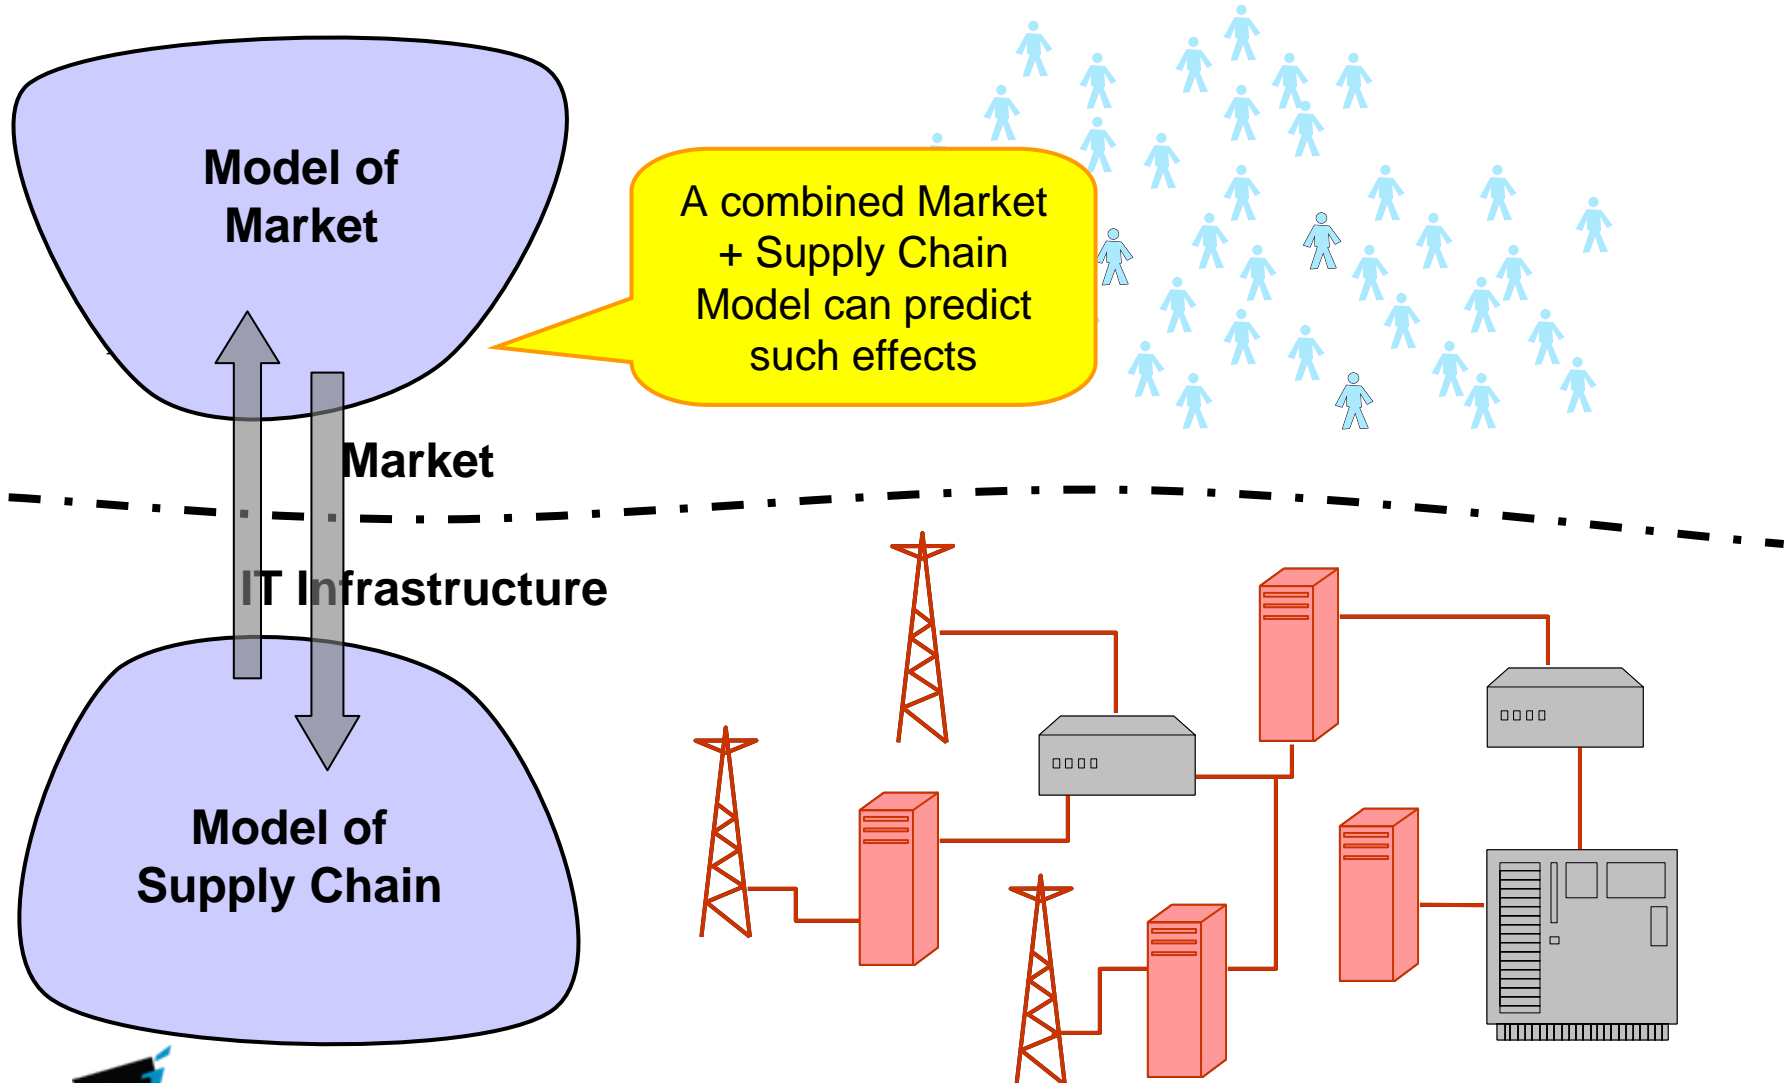 Model of
Market
A combined Market
+ Supply Chain
Model can predict
such effects
Market
IT Infrastructure
Model of
Supply Chain